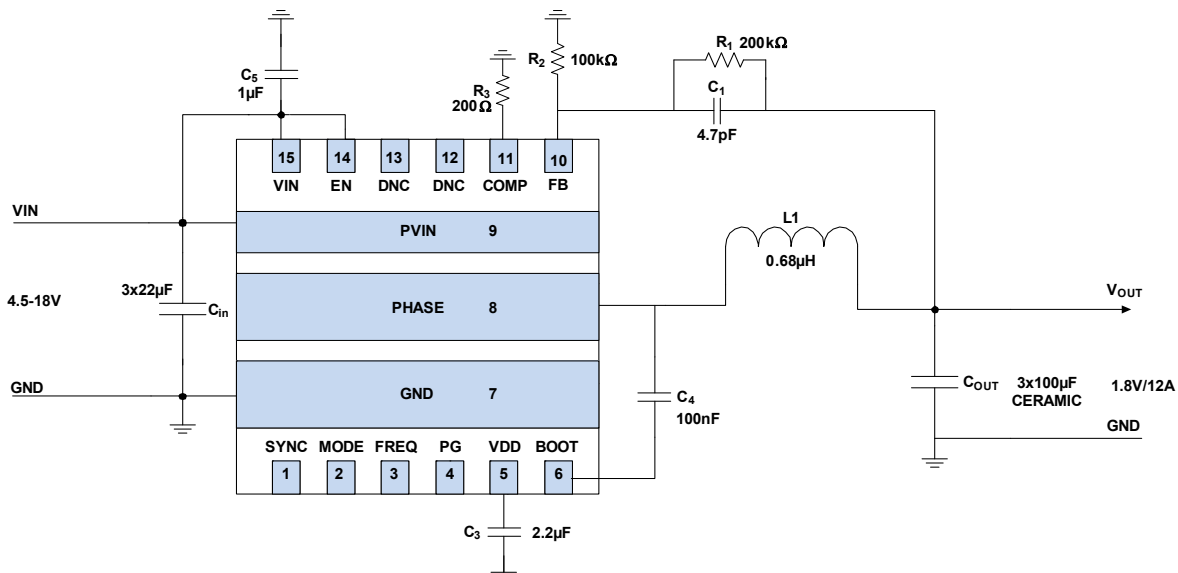 R1 200kΩ
R2 100kΩ
C5
1µF
R3
200Ω
C1
4.7pF
15 14 13 12 11 10
VIN EN DNC DNC COMP FB
VIN
PVIN 9
L1
0.68µH
4.5-18V
3x22µF
Cin
PHASE 8
VOUT
GND
GND 7
C4
100nF
COUT 3x100µF 1.8V/12A
CERAMIC
GND
SYNC MODE FREQ PG VDD BOOT
1 2 3 4 5 6
C3 2.2µF